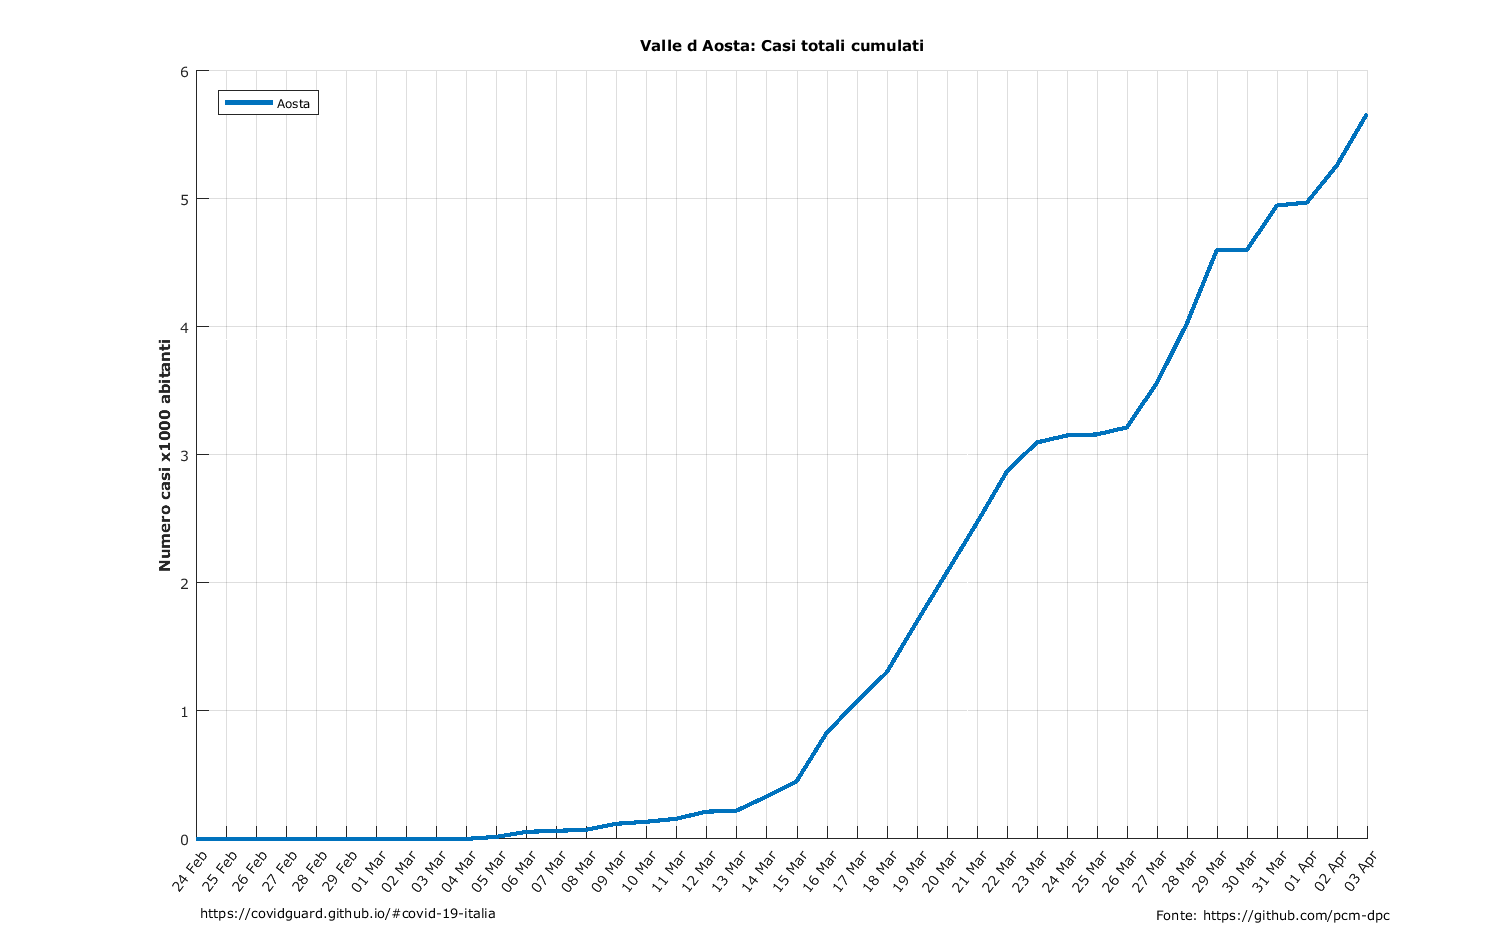 Valle d Aosta: Casi totali cumulati
Aosta
Numero casi x1000 abitanti
6
5
4
3
2
1
0
24 Feb
25 Feb
26 Feb
27 Feb
28 Feb
29 Feb
01 Mar
02 Mar
03 Mar
04 Mar
05 Mar
06 Mar
07 Mar
08 Mar
09 Mar
10 Mar
11 Mar
12 Mar
13 Mar
14 Mar
15 Mar
16 Mar
17 Mar
18 Mar
19 Mar
20 Mar
21 Mar
22 Mar
23 Mar
24 Mar
25 Mar
26 Mar
27 Mar
28 Mar
29 Mar
30 Mar
31 Mar
01 Apr
02 Apr
03 Apr
https://covidguard.github.io/#covid-19-italia
Fonte: https://github.com/pcm-dpc